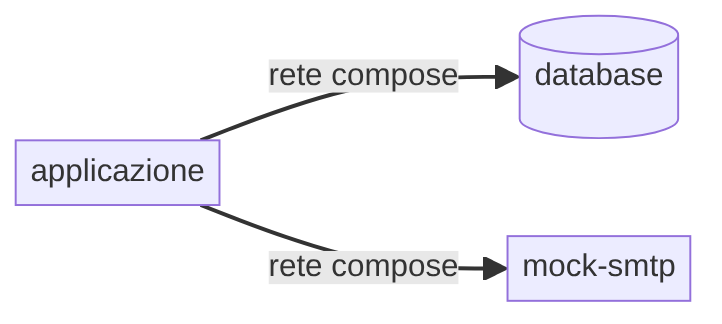 rete compose
database
applicazione
rete compose
mock-smtp